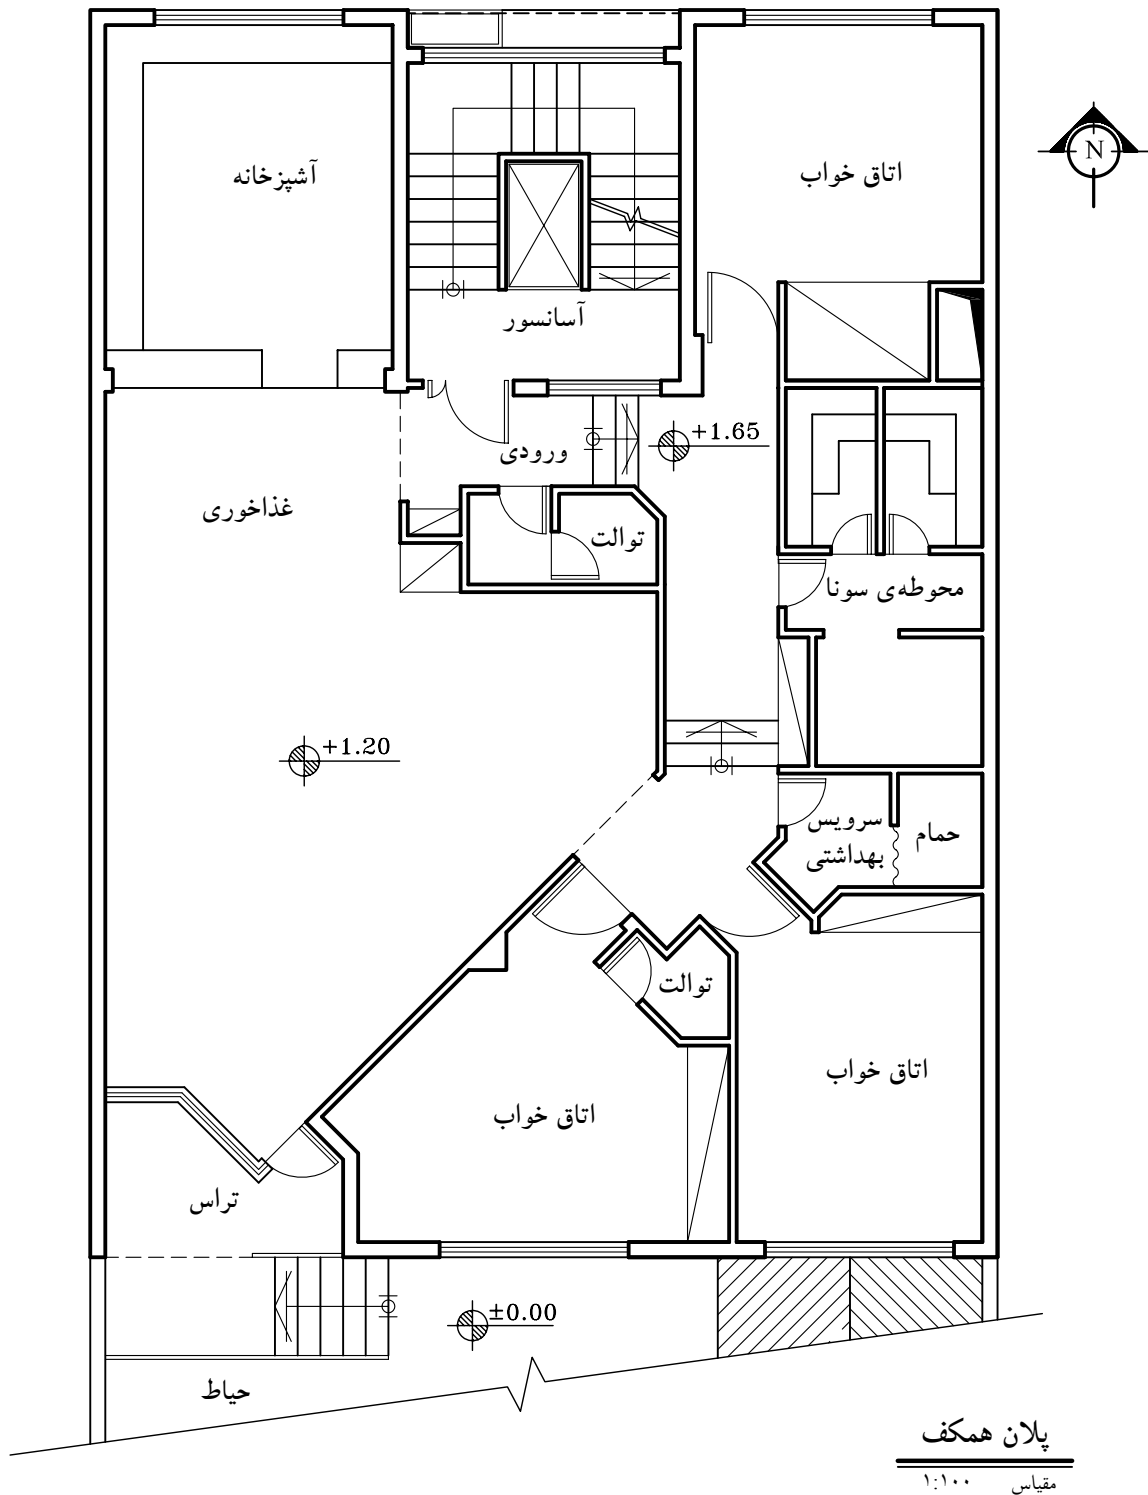 آشپزخانه
اتاق خواب
N
آسانسور
+1.65
ورودی
غذاخوری
توالت
محوطه‌ی سونا
+1.20
سرویس
بهداشتی
حمام
توالت
اتاق خواب
اتاق خواب
تراس
±0.00
حیاط
پلان همکف
مقیاس ۱:۱۰۰